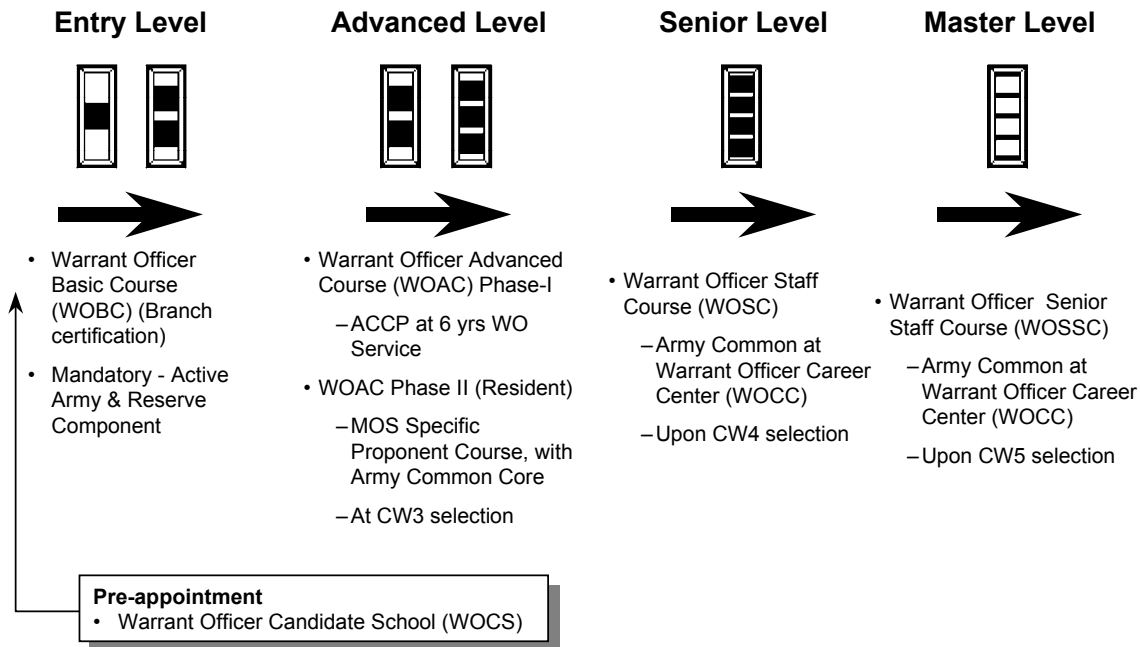 Entry Level
Advanced Level
Senior Level
Master Level
• Warrant Officer
Basic Course
(WOBC) (Branch
certification)
• Mandatory - Active
Army & Reserve
Component
• Warrant Officer Advanced
Course (WOAC) Phase-I
–ACCP at 6 yrs WO
Service
• WOAC Phase II (Resident)
–MOS Specific
Proponent Course, with
Army Common Core
–At CW3 selection
• Warrant Officer Staff
Course (WOSC)
–Army Common at
Warrant Officer Career
Center (WOCC)
–Upon CW4 selection
• Warrant Officer Senior
Staff Course (WOSSC)
–Army Common at
Warrant Officer Career
Center (WOCC)
–Upon CW5 selection
Pre-appointment
• Warrant Officer Candidate School (WOCS)